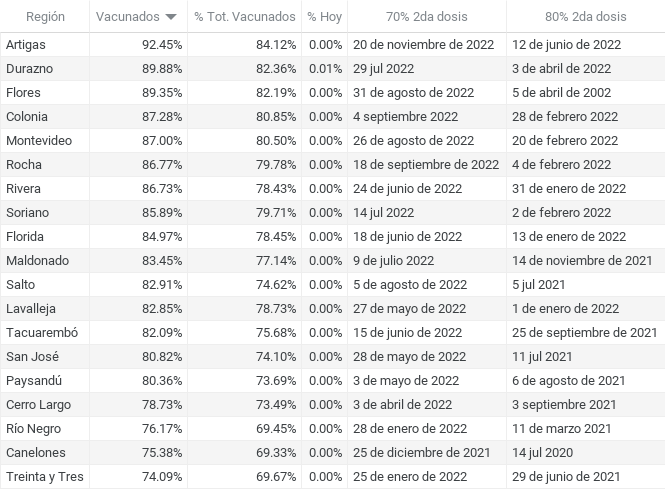 Región Vacunados % Tot. Vacunados % Hoy 70% 2da dosis 80% 2da dosis
Artigas 92.45% 84.12% 0.00% 20 de noviembre de 2022 12 de junio de 2022
Durazno 89.88% 82.36% 0.01% 29 jul 2022 3 de abril de 2022
Flores 89.35% 82.19% 0.00% 31 de agosto de 2022 5 de abril de 2002
Colonia 87.28% 80.85% 0.00% 4 septiembre 2022 28 de febrero 2022
Montevideo 87.00% 80.50% 0.00% 26 de agosto de 2022 20 de febrero 2022
Rocha 86.77% 79.78% 0.00% 18 de septiembre de 2022 4 de febrero 2022
Rivera 86.73% 78.43% 0.00% 24 de junio de 2022 31 de enero de 2022
Soriano 85.89% 79.71% 0.00% 14 jul 2022 2 de febrero 2022
Florida 84.97% 78.45% 0.00% 18 de junio de 2022 13 de enero de 2022
Maldonado 83.45% 77.14% 0.00% 9 de julio 2022 14 de noviembre de 2021
Salto 82.91% 74.62% 0.00% 5 de agosto de 2022 5 jul 2021
Lavalleja 82.85% 78.73% 0.00% 27 de mayo de 2022 1 de enero de 2022
Tacuarembó 82.09% 75.68% 0.00% 15 de junio de 2022 25 de septiembre de 2021
San José 80.82% 74.10% 0.00% 28 de mayo de 2022 11 jul 2021
Paysandú 80.36% 73.69% 0.00% 3 de mayo de 2022 6 de agosto de 2021
Cerro Largo 78.73% 73.49% 0.00% 3 de abril de 2022 3 septiembre 2021
Río Negro 76.17% 69.45% 0.00% 28 de enero de 2022 11 de marzo 2021
Canelones 75.38% 69.33% 0.00% 25 de diciembre de 2021 14 jul 2020
Treinta y Tres 74.09% 69.67% 0.00% 25 de enero de 2022 29 de junio de 2021